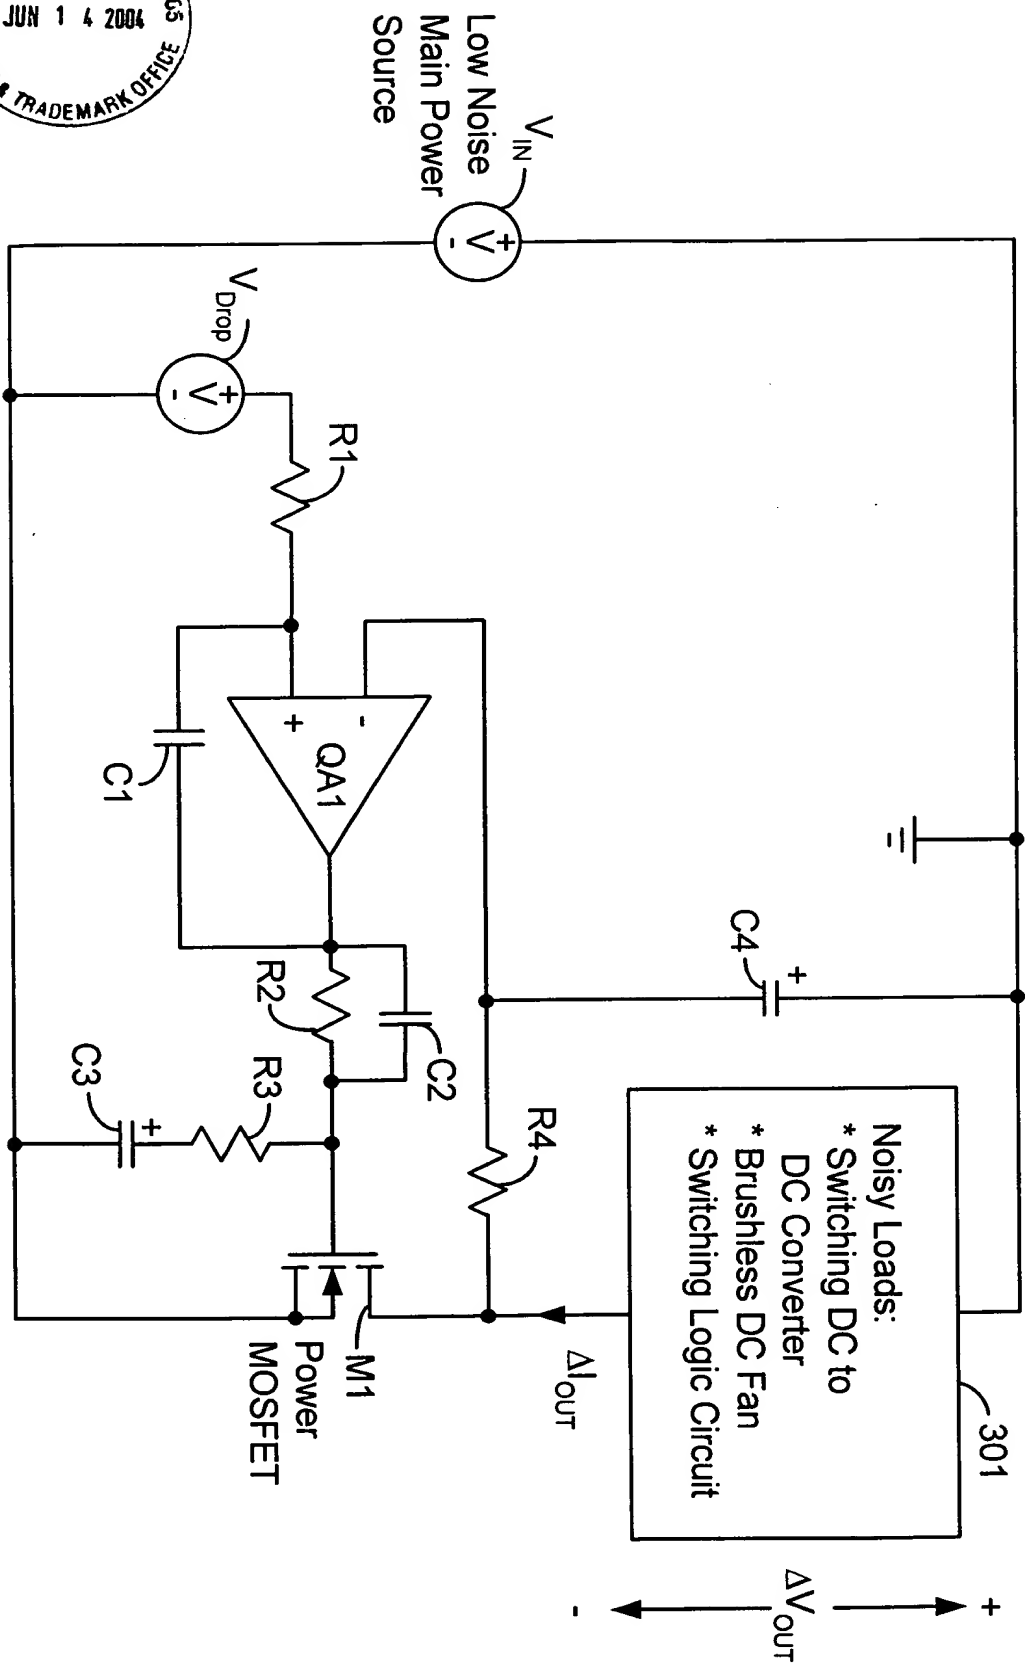 JUN 1 4 2004
& TRADEMARK OFFICE
Low Noise
Main Power
Source
V_IN
+
V
-
V_Drop
+
V
-
R1
-
+
QA1
C1
R2
C2
C4
+
R3
C3
+
R4
Noisy Loads:
* Switching DC to
DC Converter
* Brushless DC Fan
* Switching Logic Circuit
301
ΔI_OUT
M1
Power
MOSFET
+
ΔV_OUT
-